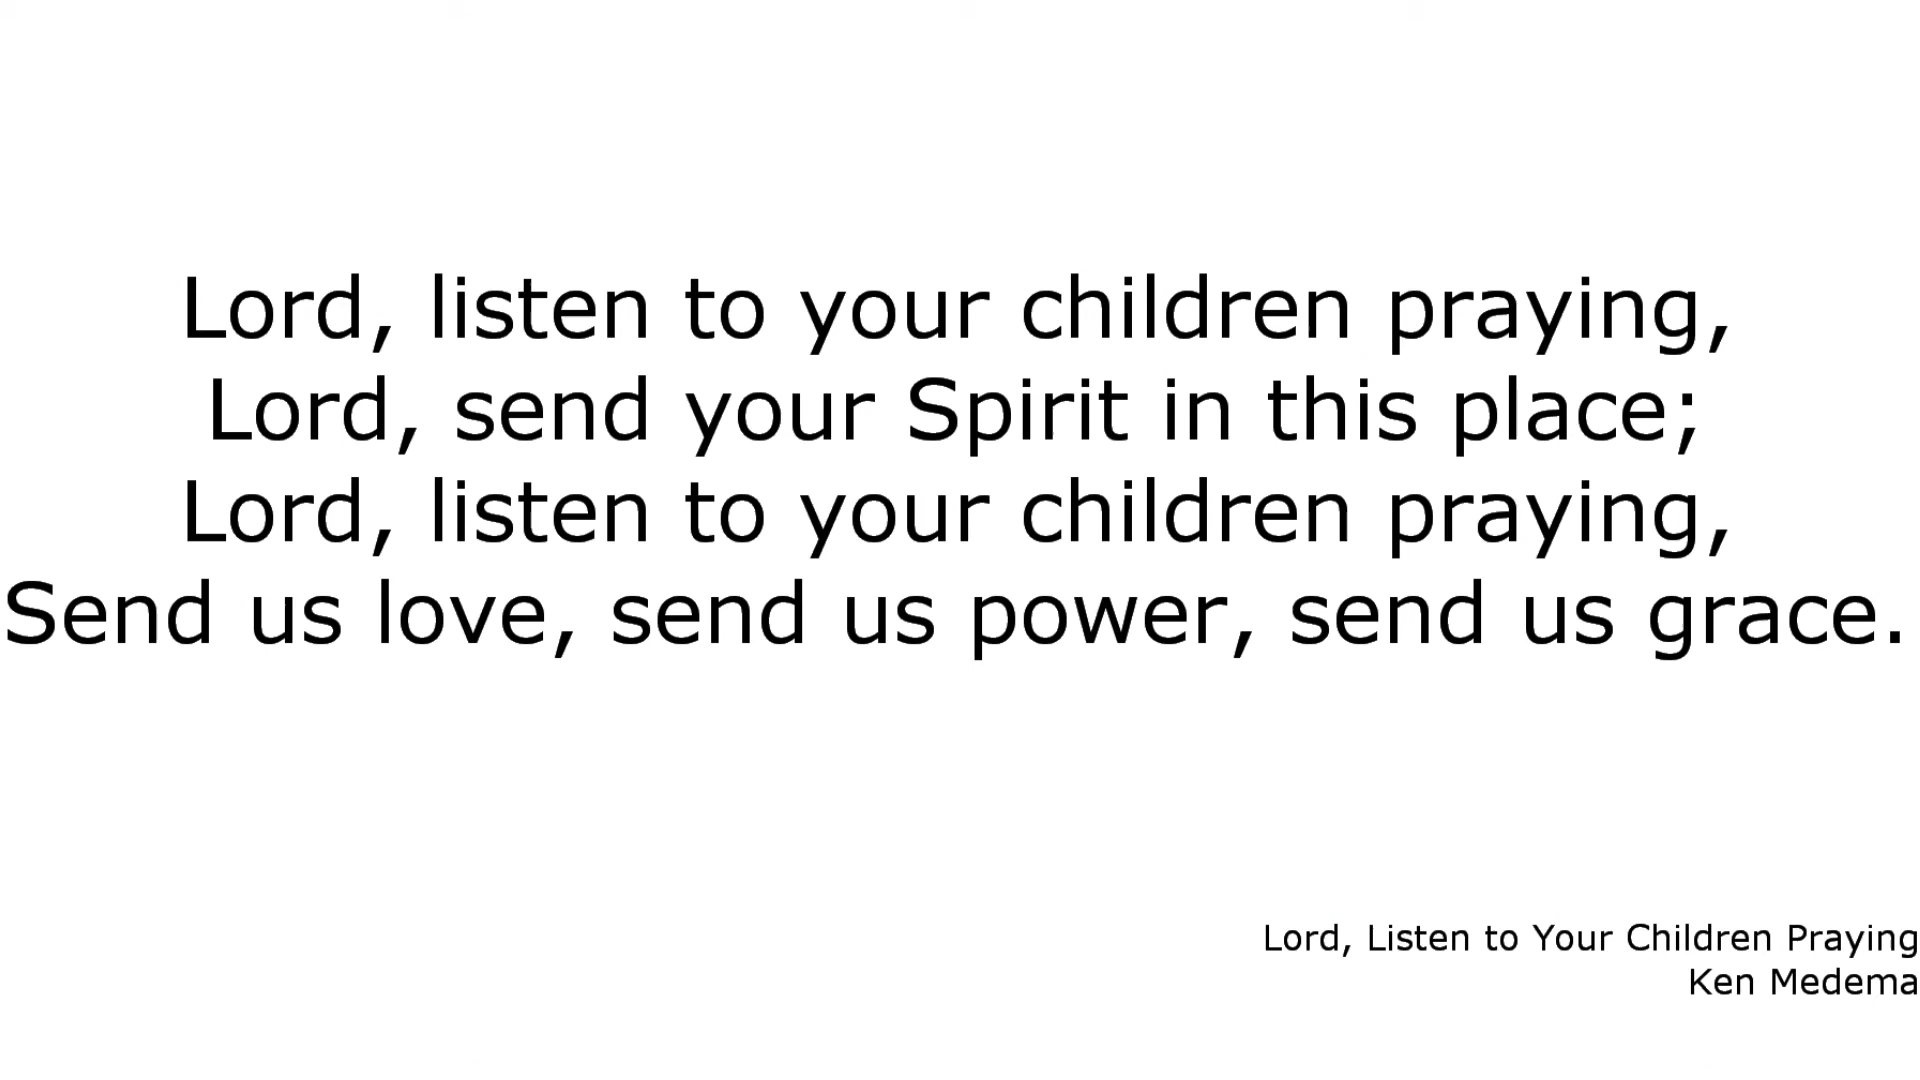 Lord, listen to your children praying,
Lord, send your Spirit in this place;
Lord, listen to your children praying,
Send us love, send us power, send us grace.
Lord, Listen to Your Children Praying
Ken Medema